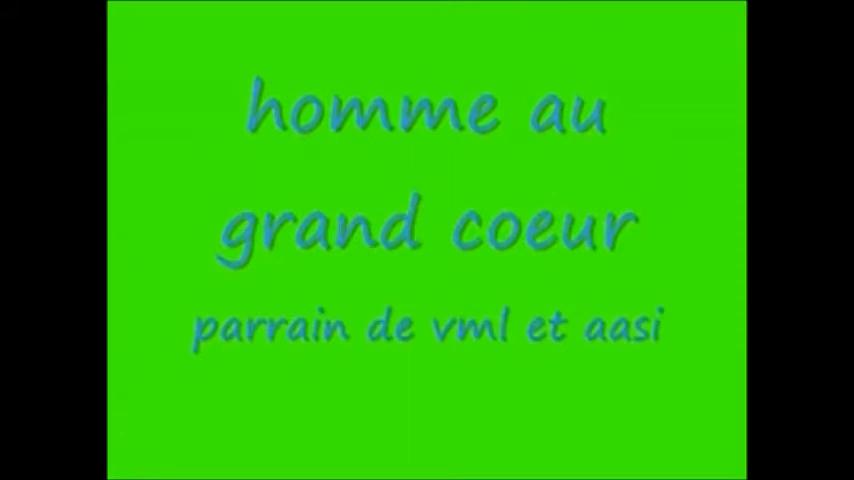 homme au
grand coeur
parrain de vml et aasi